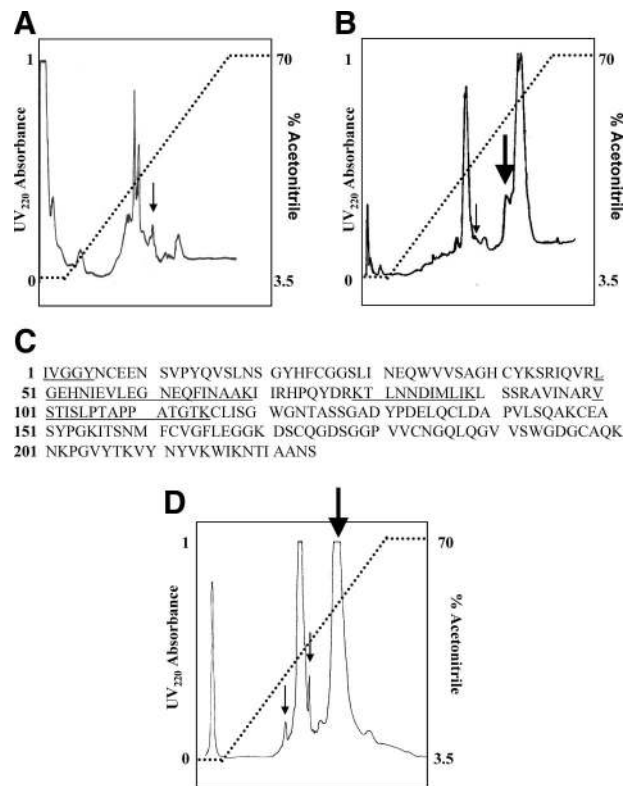 A
B
1
70
1
70
UV220 Absorbance
% Acetonitrile
UV220 Absorbance
% Acetonitrile
0
3.5
0
3.5
C
1 IVGGYNCEEN SVPYQVSLNS GYHFCGGSLI NEQWVVSAGH CYKSRIQVRL
51 GEHNIEVLEG NEQFINAAKI IRHPQYDRKT LNNDIMLIKL SSRAVINARV
101 STISLPTAPP ATGTKCLISG WGNTASSGAD YPDELQCLDA PVLSQAKCEA
151 SYPGKITSNM FCVGFLEGGK DSCQGDSGGP VVCNGQLQGV VSWGDGCAQK
201 NKPGVYTKVY NYVKWIKNTI AANS
D
1
70
UV220 Absorbance
% Acetonitrile
0
3.5